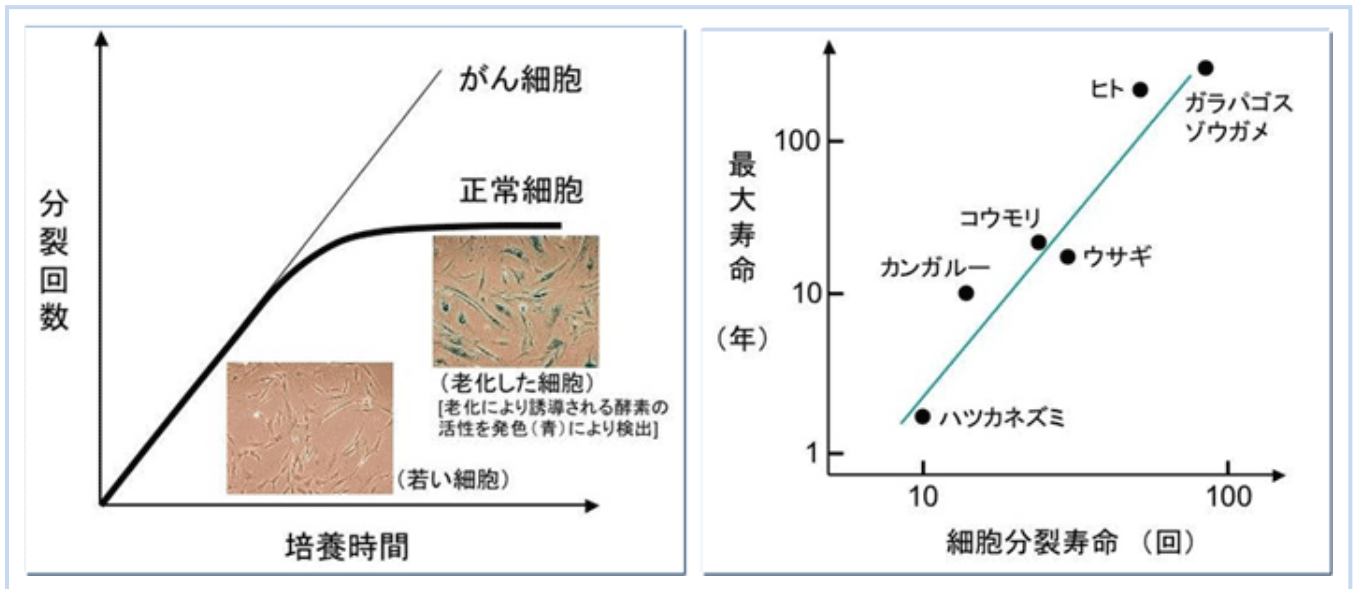 がん細胞
正常細胞
分裂回数
(老化した細胞)
[老化により誘導される酵素の
活性を発色(青)により検出]
(若い細胞)
培養時間
ヒト
ガラパゴス
ゾウガメ
100
最大寿命
(年)
コウモリ
ウサギ
カンガルー
10
ハツカネズミ
1
10
100
細胞分裂寿命 (回)